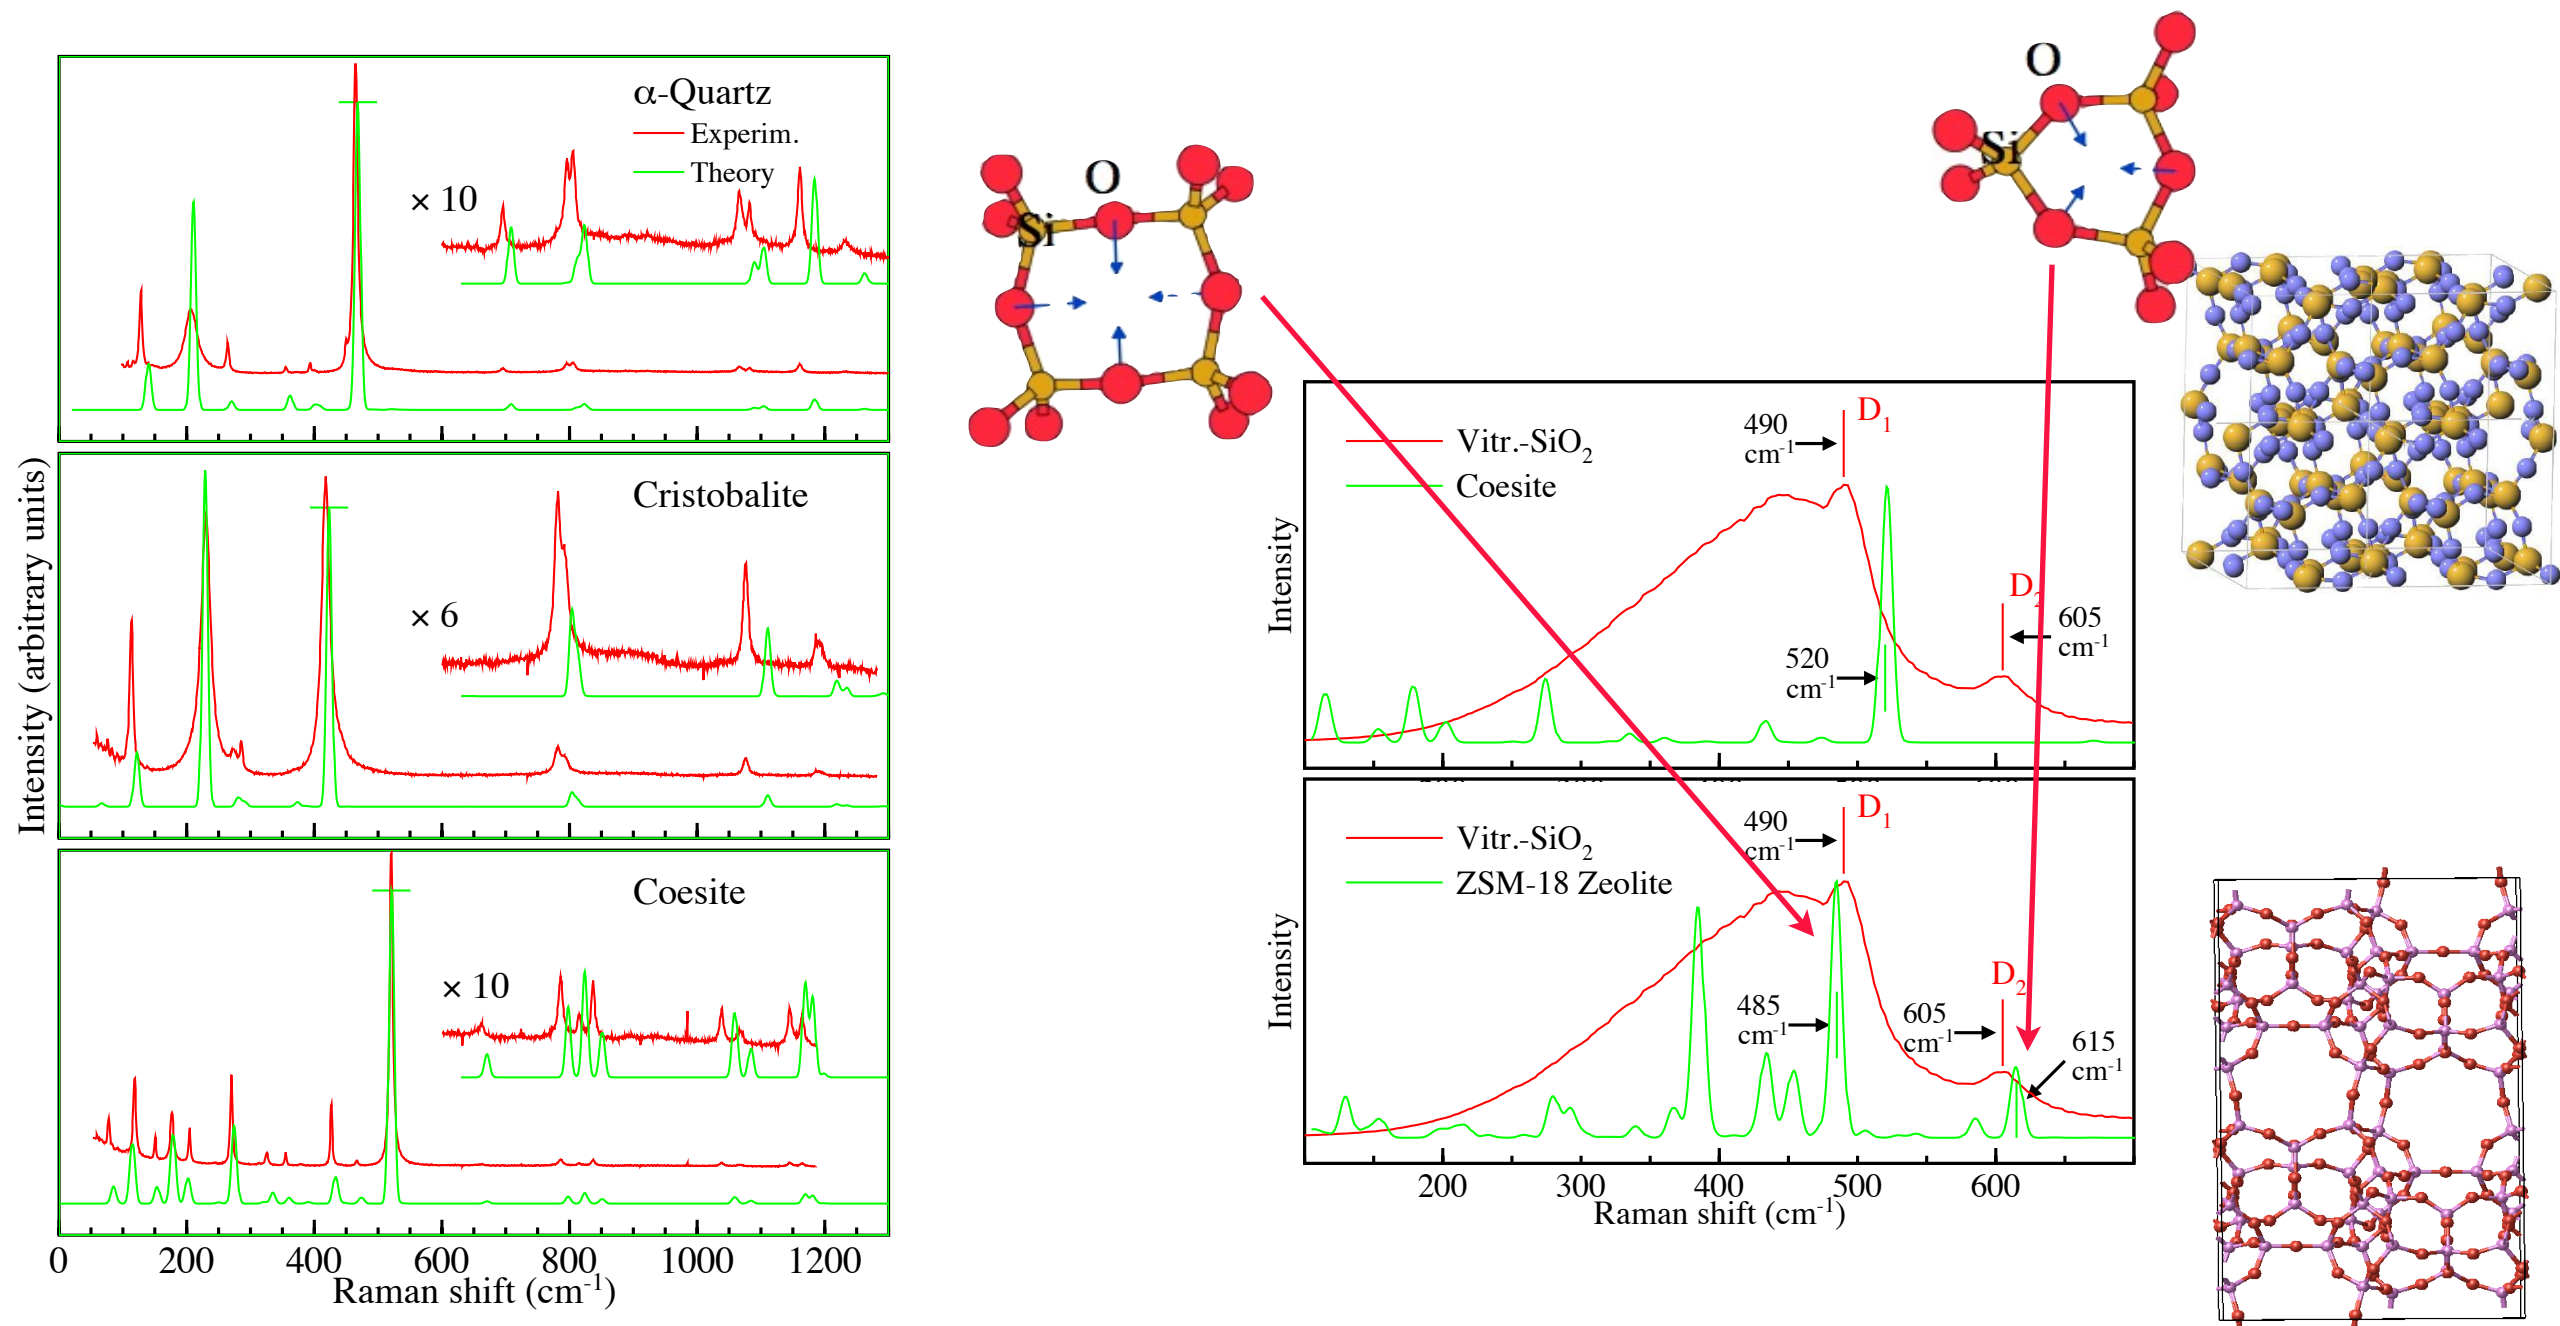 Intensity (arbitrary units)
α-Quartz
Experim.
Theory
× 10
Cristobalite
× 6
Coesite
× 10
0 200 400 600 800 1000 1200
Raman shift (cm⁻¹)
O
Si
O
Si
Intensity
Vitr.-SiO₂
Coesite
490
cm⁻¹
D₁
D₂
605
cm⁻¹
520
cm⁻¹
Intensity
Vitr.-SiO₂
ZSM-18 Zeolite
490
cm⁻¹
D₁
485
cm⁻¹
605
cm⁻¹
D₂
615
cm⁻¹
200 300 400 500 600
Raman shift (cm⁻¹)